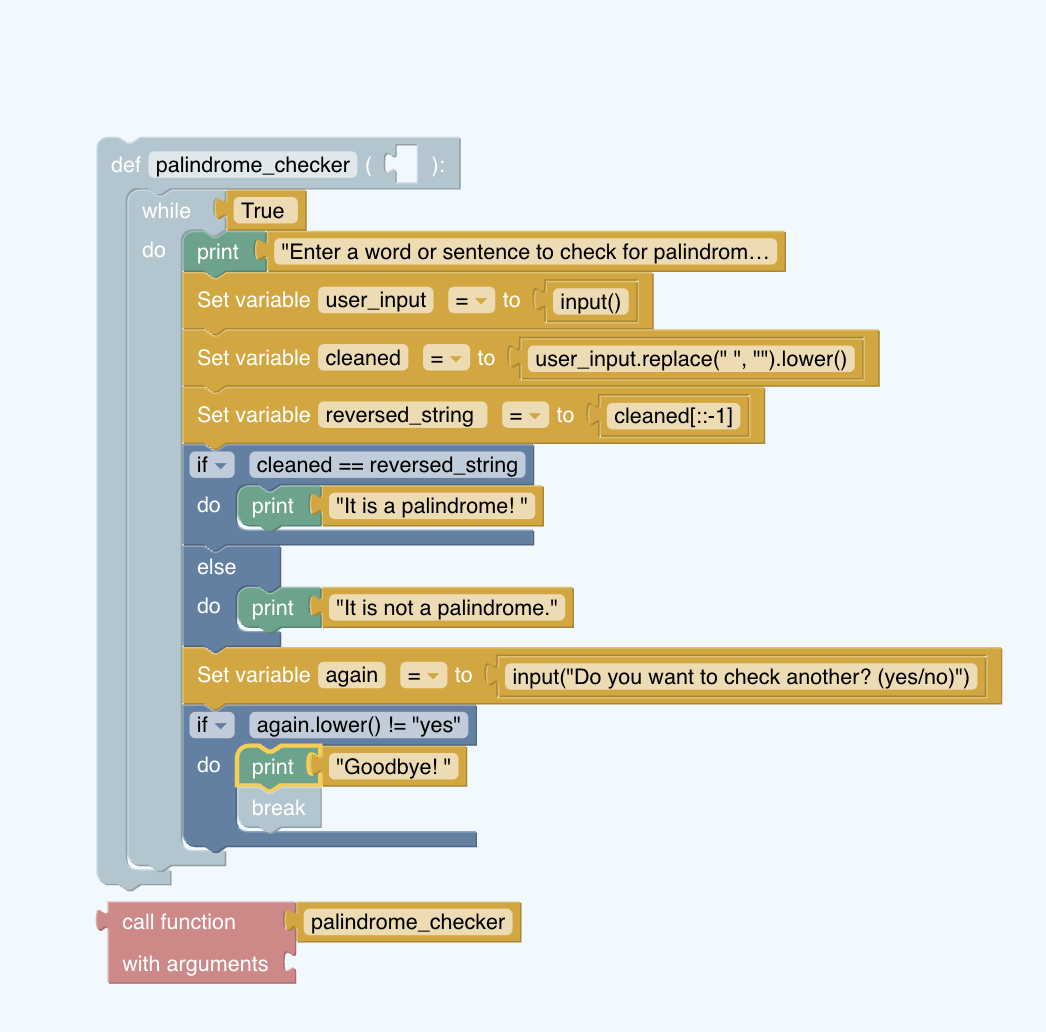 def palindrome_checker ( ):
while True
do print "Enter a word or sentence to check for palindrom…
Set variable user_input = to input()
Set variable cleaned = to user_input.replace(" ", "").lower()
Set variable reversed_string = to cleaned[::-1]
if cleaned == reversed_string
do print "It is a palindrome! "
else
do print "It is not a palindrome."
Set variable again = to input("Do you want to check another? (yes/no)")
if again.lower() != "yes"
do print "Goodbye! "
break
call function palindrome_checker
with arguments